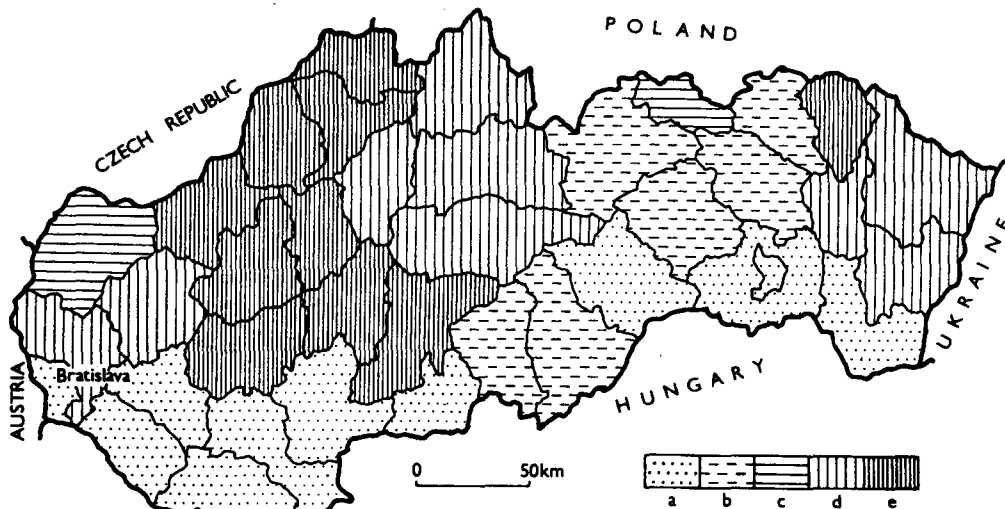 POLAND
CZECH REPUBLIC
UKRAINE
AUSTRIA
Bratislava
HUNGARY
0 50km
a b c d e